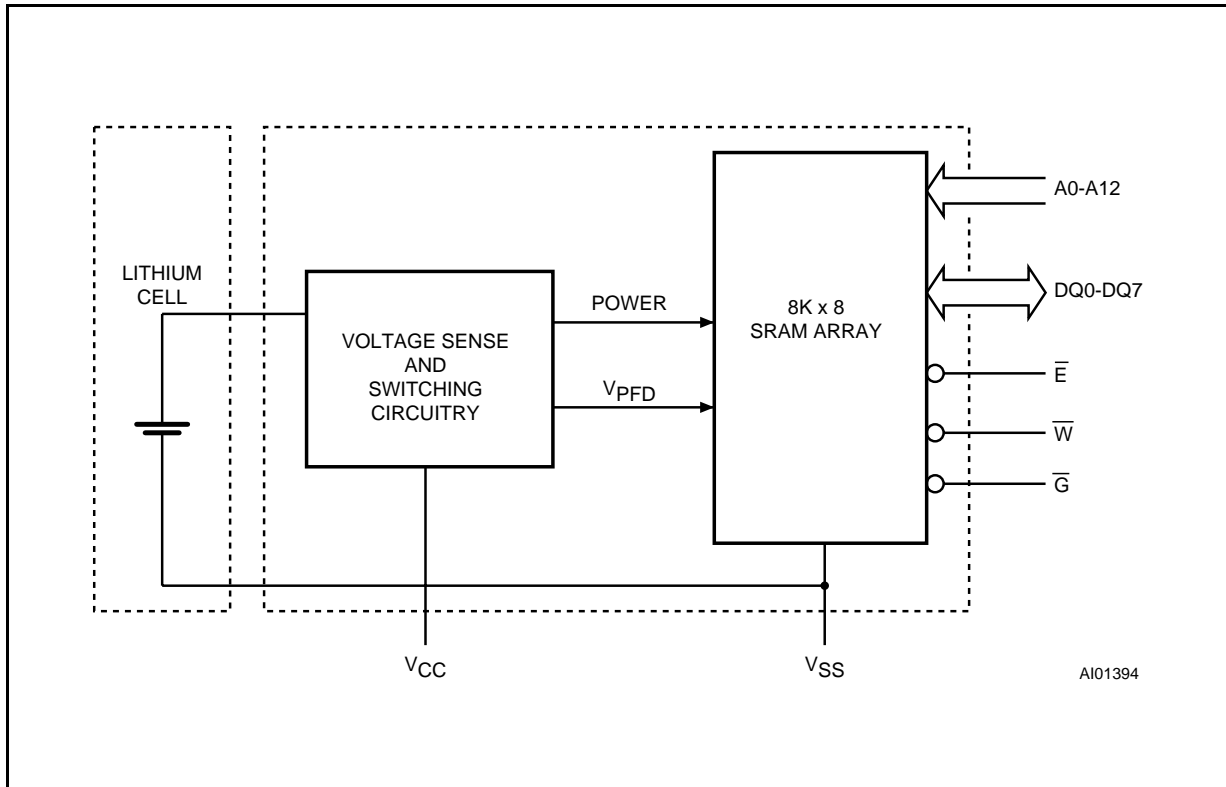 LITHIUM
CELL
VOLTAGE SENSE
AND
SWITCHING
CIRCUITRY
POWER
VPFD
8K x 8
SRAM ARRAY
A0-A12
DQ0-DQ7
E̅
W̅
G̅
VCC
VSS
AI01394